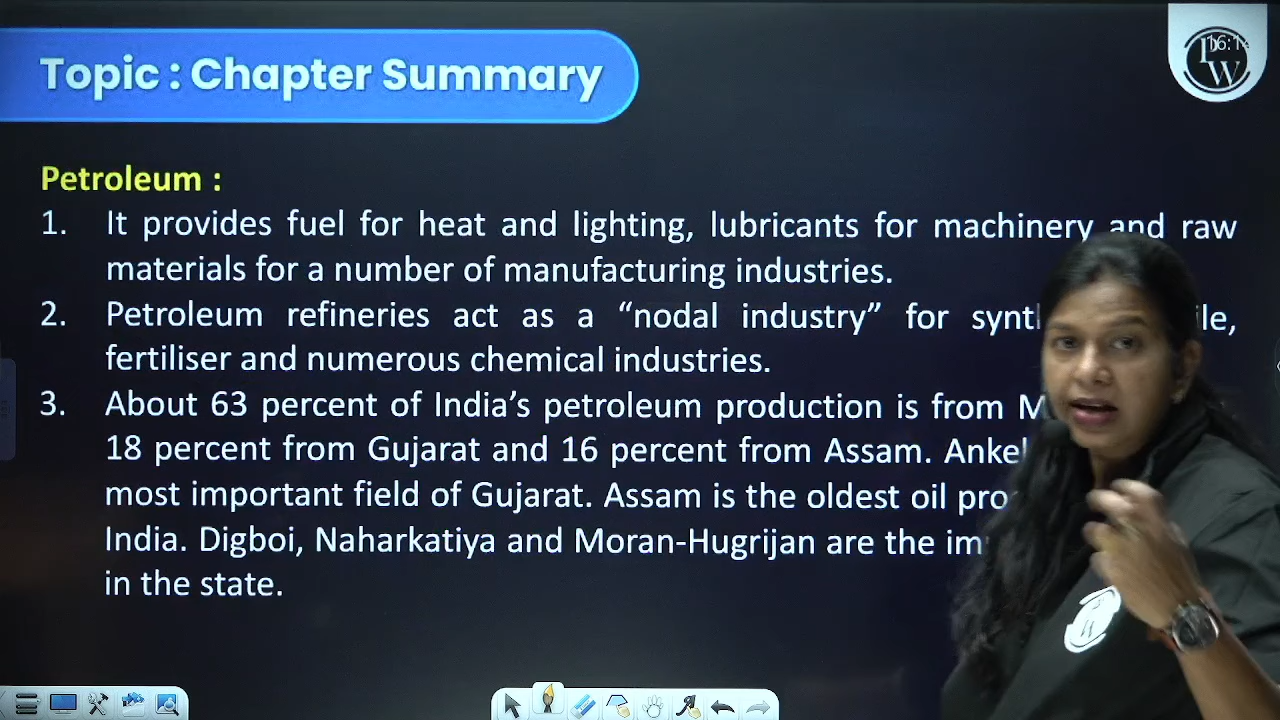 Topic : Chapter Summary
Petroleum :
1. It provides fuel for heat and lighting, lubricants for machinery and raw
materials for a number of manufacturing industries.
2. Petroleum refineries act as a “nodal industry” for
fertiliser and numerous chemical industries.
3. About 63 percent of India’s petroleum production is from
18 percent from Gujarat and 16 percent from Assam.
most important field of Gujarat. Assam is the oldest oil
India. Digboi, Naharkatiya and Moran-Hugrijan are the
in the state.